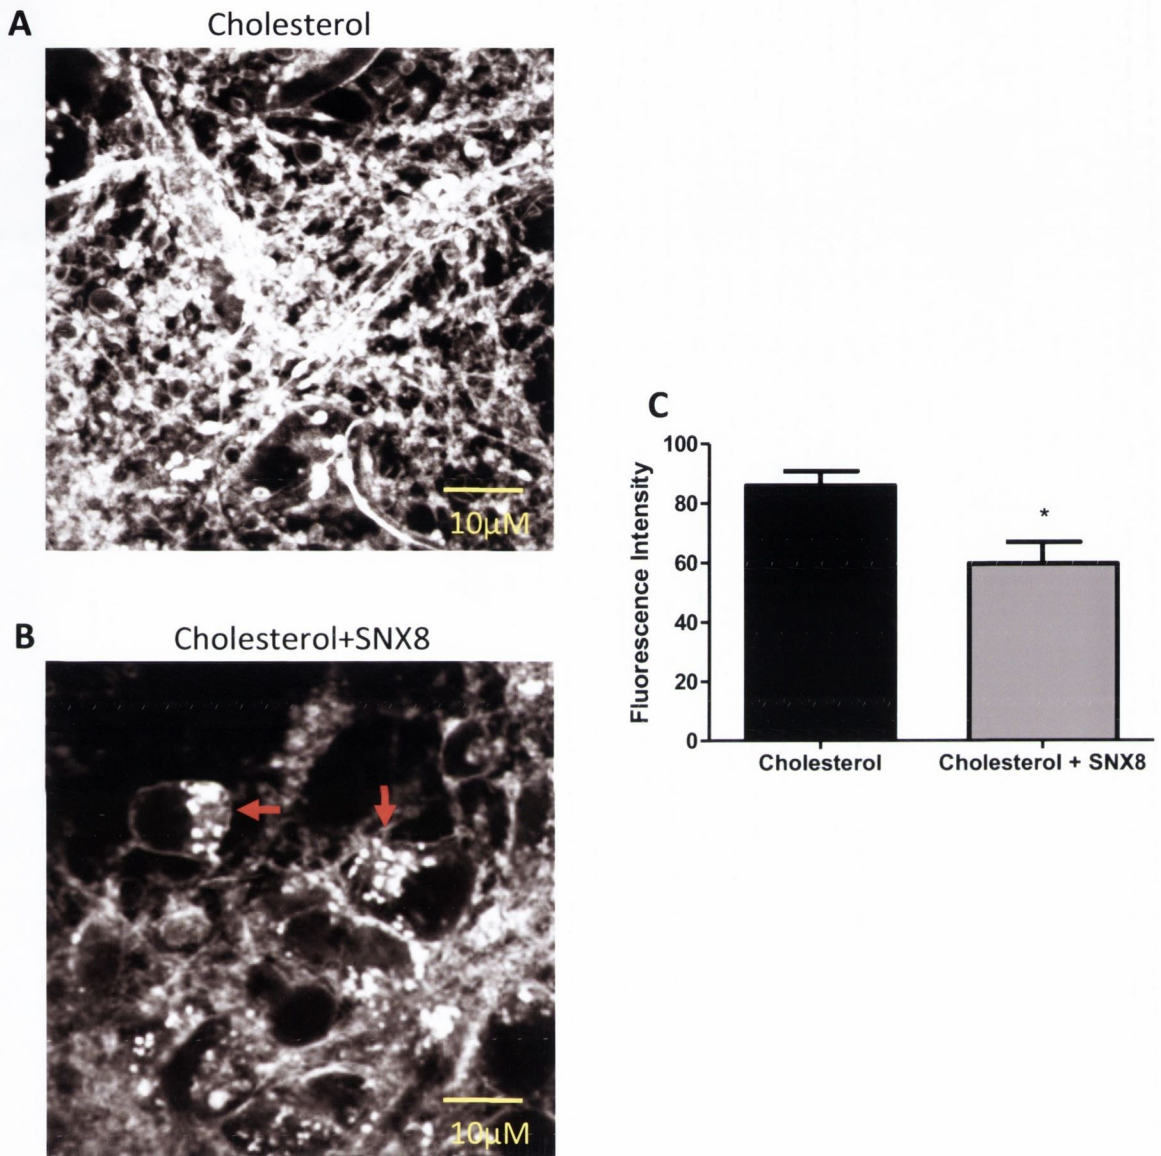 A
Cholesterol
10µM
B
Cholesterol+SNX8
10µM
C
Fluorescence Intensity
100
80
60
40
20
0
*
Cholesterol
Cholesterol + SNX8